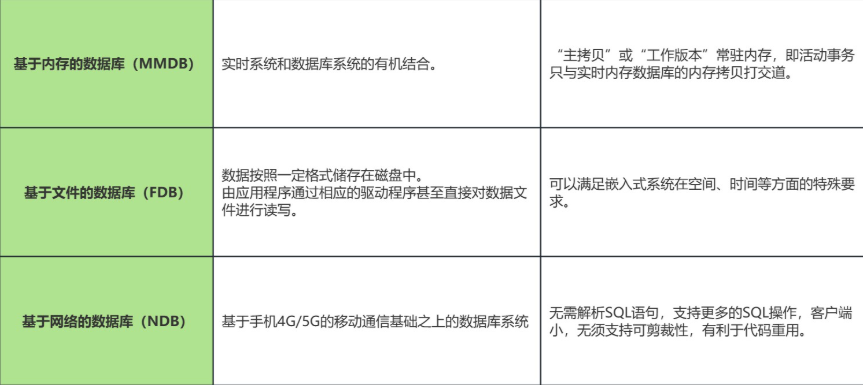 基于内存的数据库（MMDB）
实时系统和数据库系统的有机结合。
“主拷贝”或“工作版本”常驻内存，即活动事务
只与实时内存数据库的内存拷贝打交道。
基于文件的数据库（FDB）
数据按照一定格式储存在磁盘中。
由应用程序通过相应的驱动程序甚至直接对数据文
件进行读写。
可以满足嵌入式系统在空间、时间等方面的特殊要
求。
基于网络的数据库（NDB）
基于手机4G/5G的移动通信基础之上的数据库系统
无需解析SQL语句，支持更多的SQL操作，客户端
小，无须支持可剪裁性，有利于代码重用。